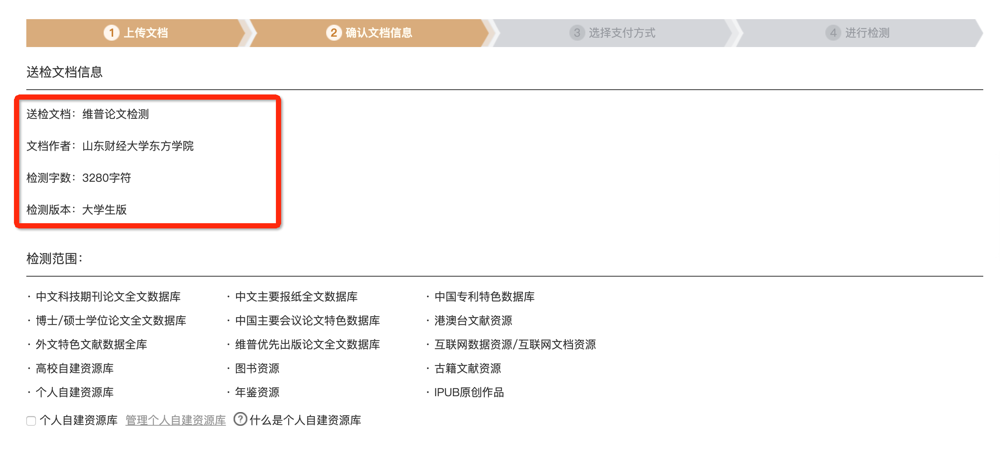 1 上传文档 2 确认文档信息 3 选择支付方式 4 进行检测
送检文档信息
送检文档：维普论文检测
文档作者：山东财经大学东方学院
检测字数：3280字符
检测版本：大学生版
检测范围：
· 中文科技期刊论文全文数据库 · 中文主要报纸全文数据库 · 中国专利特色数据库
· 博士/硕士学位论文全文数据库 · 中国主要会议论文特色数据库 · 港澳台文献资源
· 外文特色文献数据全库 · 维普优先出版论文全文数据库 · 互联网数据资源/互联网文档资源
· 高校自建资源库 · 图书资源 · 古籍文献资源
· 个人自建资源库 · 年鉴资源 · IPUB原创作品
个人自建资源库 管理个人自建资源库 ? 什么是个人自建资源库